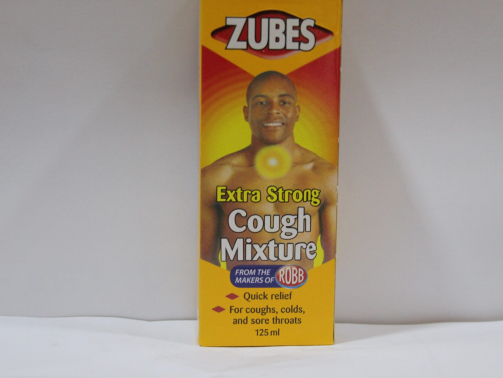 ZUBES
Extra Strong
Cough
Mixture
FROM THE
MAKERS OF ROBB
Quick relief
For coughs, colds,
and sore throats
125 ml